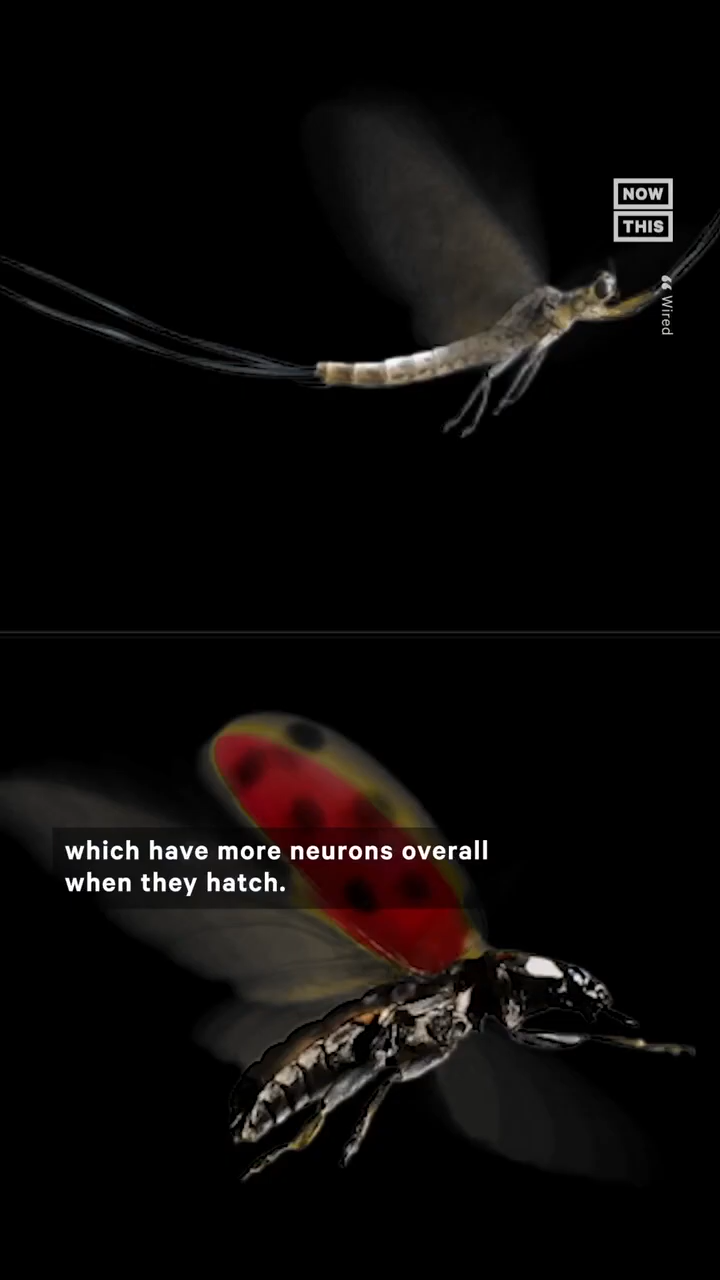 NOW
THIS
“ Wired
which have more neurons overall
when they hatch.